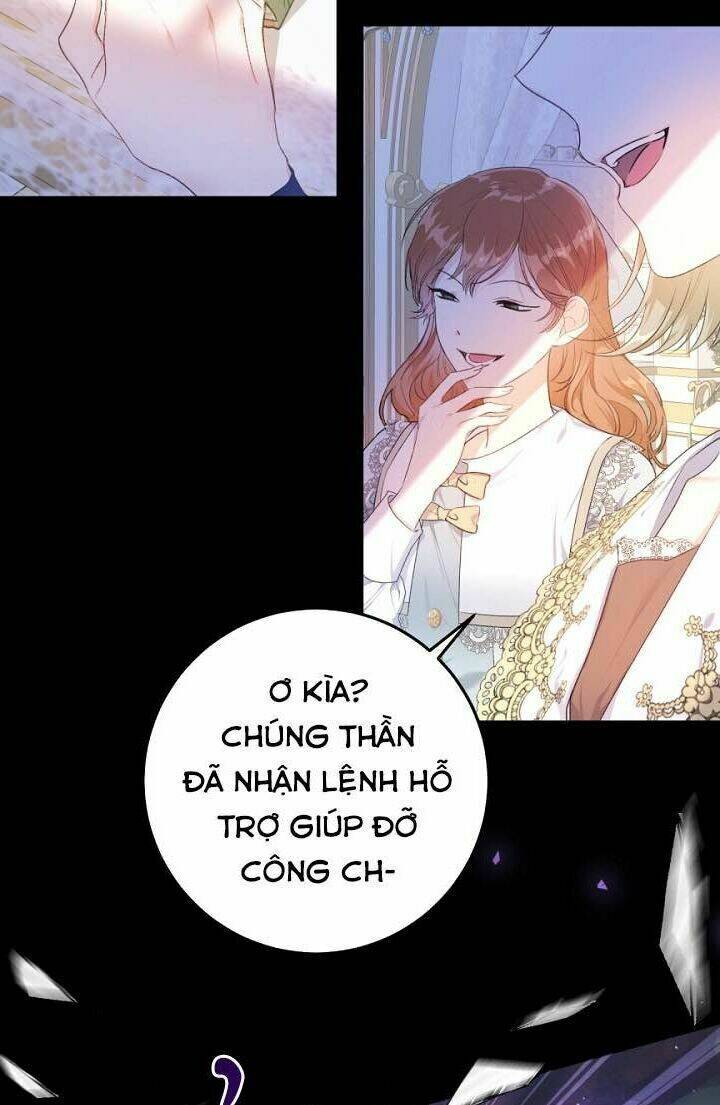 Ơ KÌA?
CHÚNG THẦN
ĐÃ NHẬN LỆNH HỖ
TRỢ GIÚP ĐỠ
CÔNG CH-